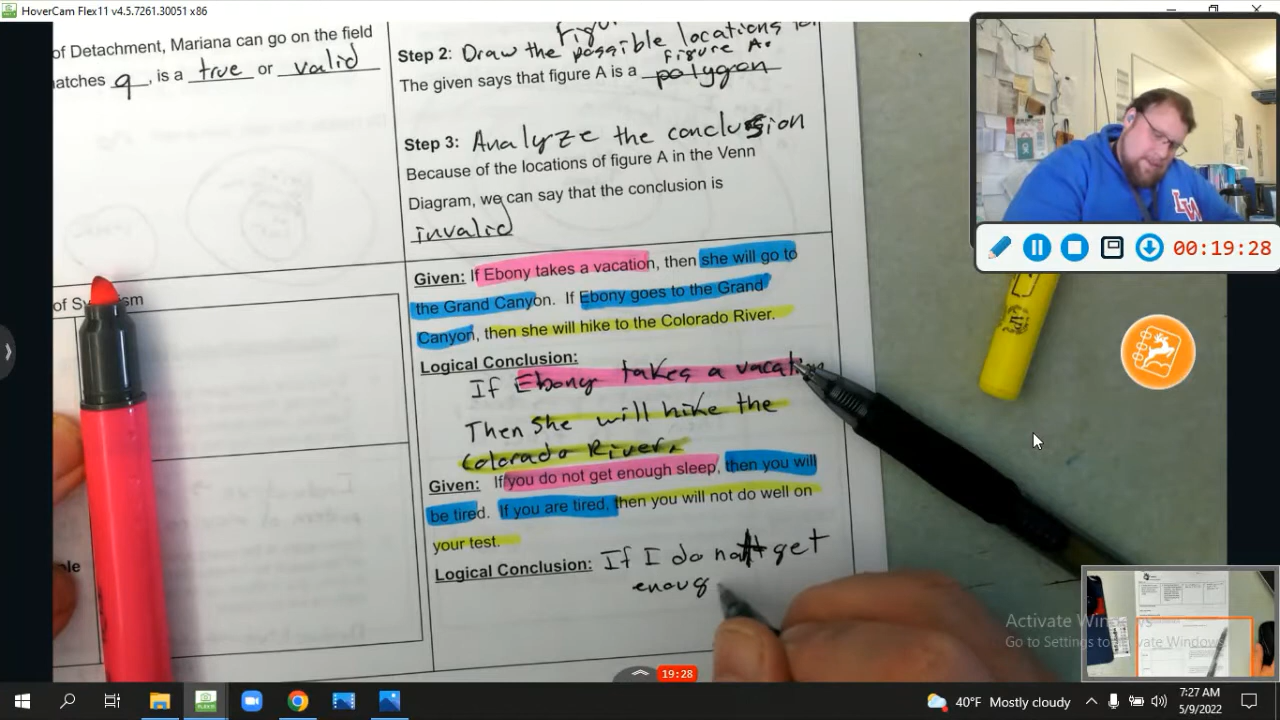 HoverCam Flex11 v4.5.7261.30051 x86
of Detachment, Mariana can go on the field
atches q , is a true or valid
Step 2: Draw the possible locations
figure A.
The given says that figure A is a polygon
Step 3: Analyze the conclusion
Because of the locations of figure A in the Venn
Diagram, we can say that the conclusion is
invalid
Given: If Ebony takes a vacation, then she will go to
the Grand Canyon. If Ebony goes to the Grand
Canyon, then she will hike to the Colorado River.
Logical Conclusion:
If Ebony takes a vacation
Then she will hike the
Colorado River.
Given: If you do not get enough sleep, then you will
be tired. If you are tired, then you will not do well on
your test.
Logical Conclusion: If I do not get
enoug
00:19:28
Activate Windows
Go to Settings to activate Windows
19:28
40°F Mostly cloudy
7:27 AM
5/9/2022